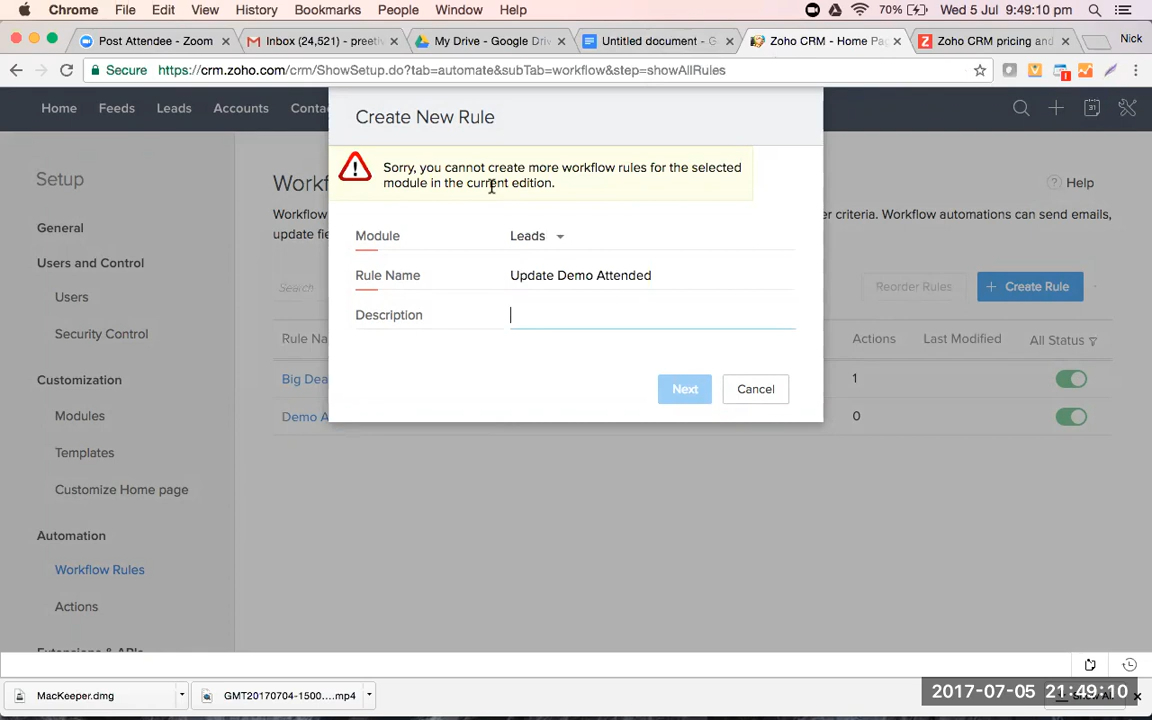 Chrome File Edit View History Bookmarks People Window Help 70% Wed 5 Jul 9:49:10 pm
Post Attendee - Zoom Inbox (24,521) - preeti My Drive - Google Dri Untitled document - G Zoho CRM - Home Pag Zoho CRM pricing and Nick
Secure https://crm.zoho.com/crm/ShowSetup.do?tab=automate&subTab=workflow&step=showAllRules
Home Feeds Leads Accounts Conta 31
Create New Rule
Sorry, you cannot create more workflow rules for the selected
module in the current edition.
Setup
Workf
Help
Workflow
er criteria. Workflow automations can send emails,
update fie
General
Module Leads
Users and Control
Rule Name Update Demo Attended
Search
Reorder Rules + Create Rule
Users
Description
Security Control
Rule Na
Actions Last Modified All Status
Customization
Big Dea
1
Next Cancel
Modules
Demo A
0
Templates
Customize Home page
Automation
Workflow Rules
Actions
MacKeeper.dmg GMT20170704-1500....mp4
2017-07-05 21:49:10